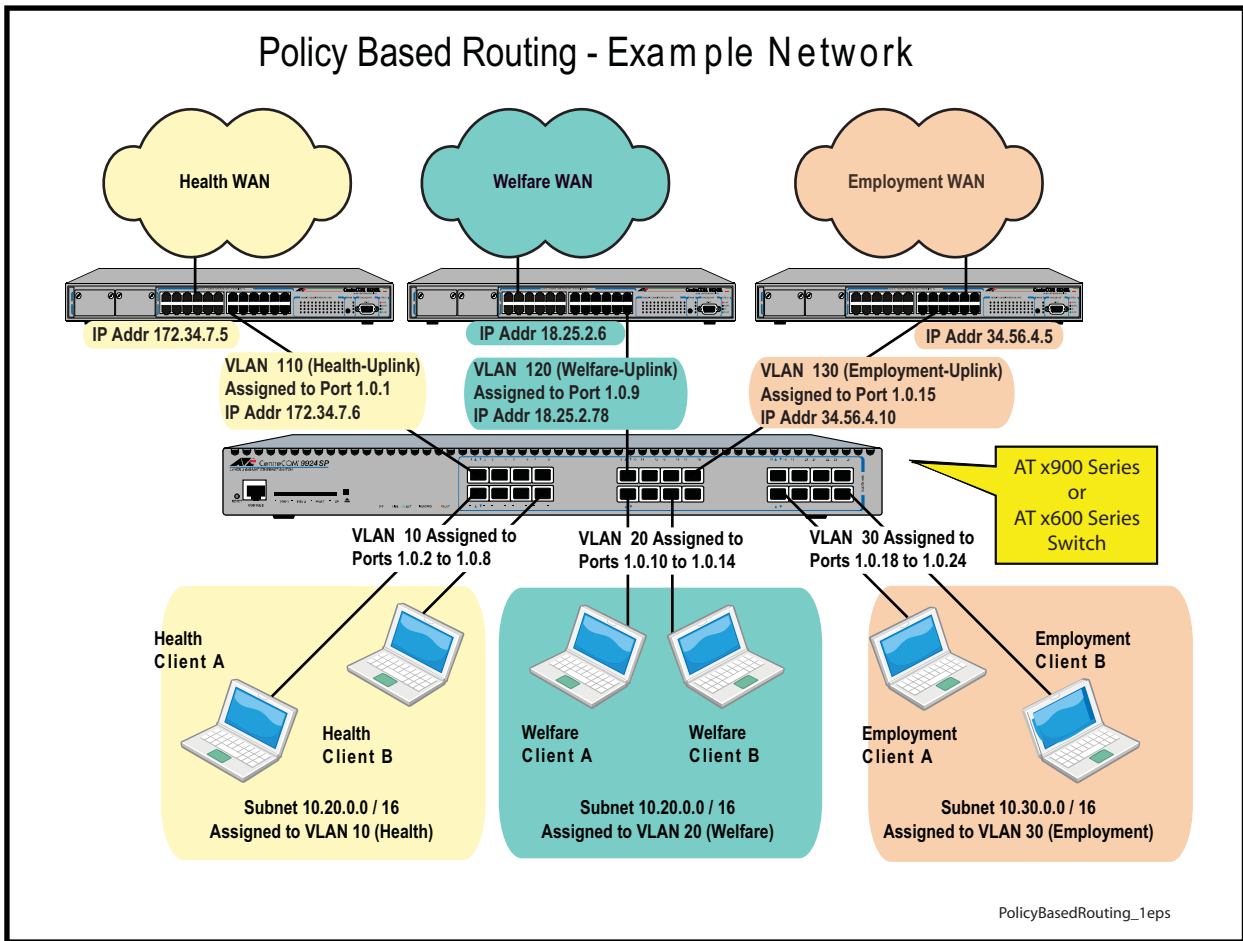 Policy Based Routing - Example Network
Health WAN
Welfare WAN
Employment WAN
IP Addr 172.34.7.5
IP Addr 18.25.2.6
IP Addr 34.56.4.5
VLAN 110 (Health-Uplink)
Assigned to Port 1.0.1
IP Addr 172.34.7.6
VLAN 120 (Welfare-Uplink)
Assigned to Port 1.0.9
IP Addr 18.25.2.78
VLAN 130 (Employment-Uplink)
Assigned to Port 1.0.15
IP Addr 34.56.4.10
CentreCOM 9924SP
AT x900 Series
or
AT x600 Series
Switch
VLAN 10 Assigned to
Ports 1.0.2 to 1.0.8
VLAN 20 Assigned to
Ports 1.0.10 to 1.0.14
VLAN 30 Assigned to
Ports 1.0.18 to 1.0.24
Health
Client A
Health
Client B
Welfare
Client A
Welfare
Client B
Employment
Client A
Employment
Client B
Subnet 10.20.0.0 / 16
Assigned to VLAN 10 (Health)
Subnet 10.20.0.0 / 16
Assigned to VLAN 20 (Welfare)
Subnet 10.30.0.0 / 16
Assigned to VLAN 30 (Employment)
PolicyBasedRouting_1eps